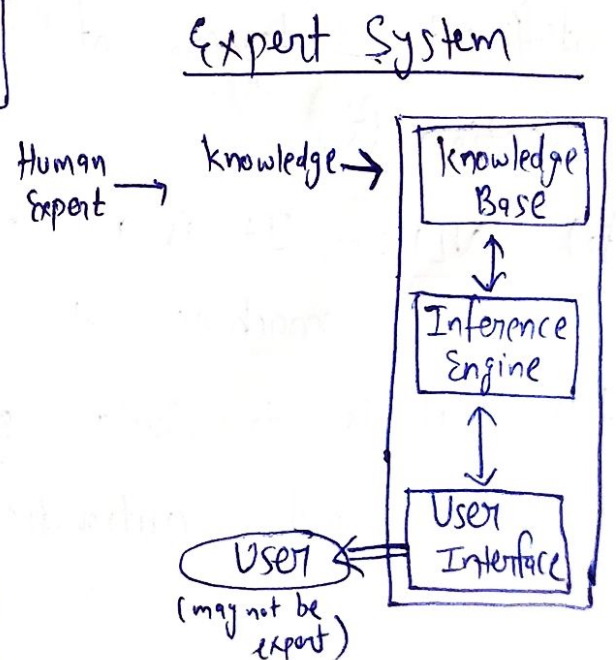 Expert System
Human
Expert
Knowledge
Knowledge
Base
Inference
Engine
User
Interface
User
(may not be
expert)